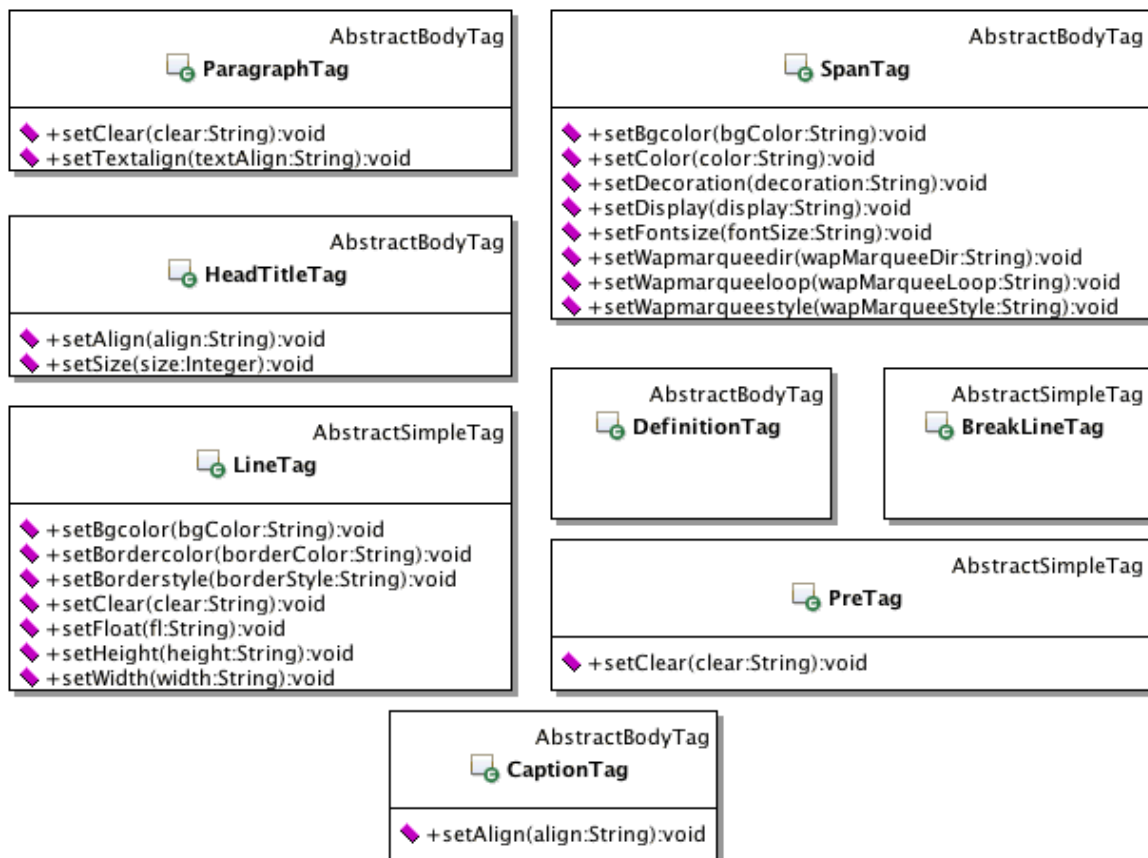 AbstractBodyTag
ParagraphTag
+setClear(clear:String):void
+setTextalign(textAlign:String):void
AbstractBodyTag
SpanTag
+setBgcolor(bgColor:String):void
+setColor(color:String):void
+setDecoration(decoration:String):void
+setDisplay(display:String):void
+setFontsize(fontSize:String):void
+setWapmarqueedir(wapMarqueeDir:String):void
+setWapmarqueeloop(wapMarqueeLoop:String):void
+setWapmarqueestyle(wapMarqueeStyle:String):void
AbstractBodyTag
HeadTitleTag
+setAlign(align:String):void
+setSize(size:Integer):void
AbstractBodyTag
DefinitionTag
AbstractSimpleTag
BreakLineTag
AbstractSimpleTag
LineTag
+setBgcolor(bgColor:String):void
+setBordercolor(borderColor:String):void
+setBorderstyle(borderStyle:String):void
+setClear(clear:String):void
+setFloat(fl:String):void
+setHeight(height:String):void
+setWidth(width:String):void
AbstractSimpleTag
PreTag
+setClear(clear:String):void
AbstractBodyTag
CaptionTag
+setAlign(align:String):void